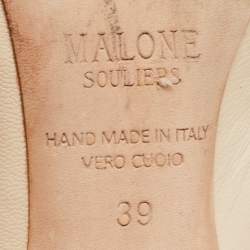 MALONE
SOULIERS
HAND MADE IN ITALY
VERO CUOIO
39